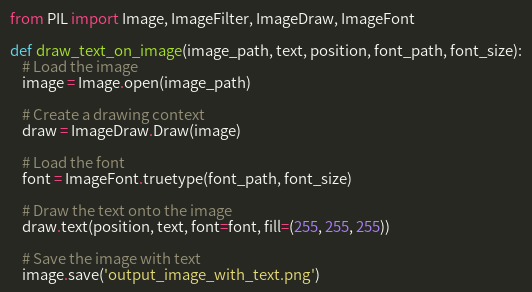 from PIL import Image, ImageFilter, ImageDraw, ImageFont
def draw_text_on_image(image_path, text, position, font_path, font_size):
# Load the image
image = Image.open(image_path)
# Create a drawing context
draw = ImageDraw.Draw(image)
# Load the font
font = ImageFont.truetype(font_path, font_size)
# Draw the text onto the image
draw.text(position, text, font=font, fill=(255, 255, 255))
# Save the image with text
image.save('output_image_with_text.png')